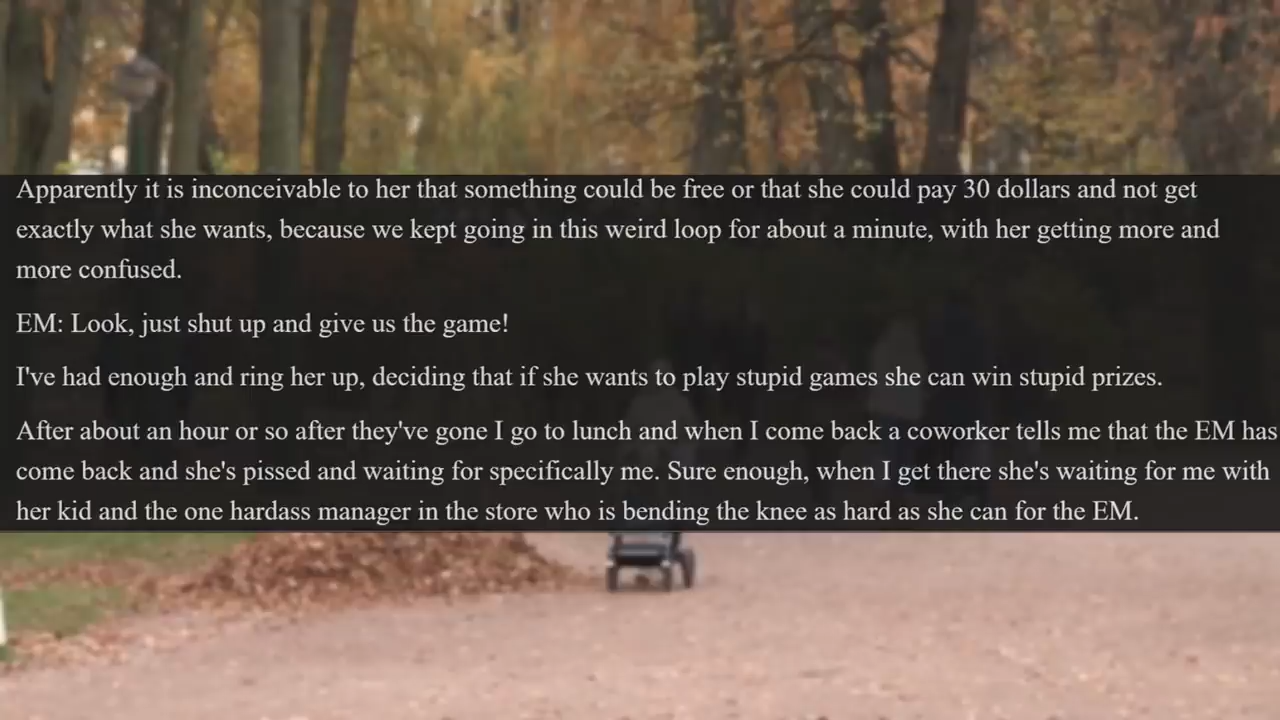 Apparently it is inconceivable to her that something could be free or that she could pay 30 dollars and not get
exactly what she wants, because we kept going in this weird loop for about a minute, with her getting more and
more confused.
EM: Look, just shut up and give us the game!
I've had enough and ring her up, deciding that if she wants to play stupid games she can win stupid prizes.
After about an hour or so after they've gone I go to lunch and when I come back a coworker tells me that the EM has
come back and she's pissed and waiting for specifically me. Sure enough, when I get there she's waiting for me with
her kid and the one hardass manager in the store who is bending the knee as hard as she can for the EM.